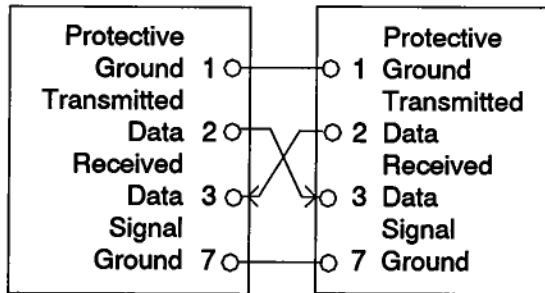 Protective
Ground 1
Transmitted
Data 2
Received
Data 3
Signal
Ground 7
Protective
1 Ground
Transmitted
2 Data
Received
3 Data
Signal
7 Ground